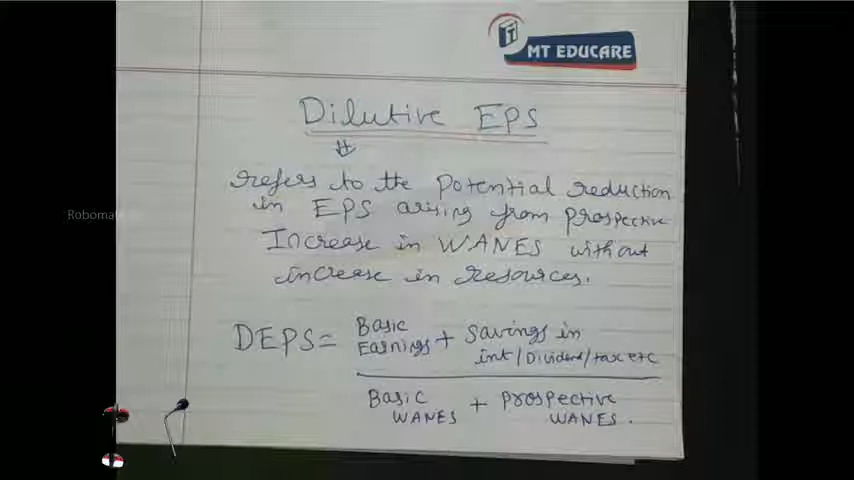 MT EDUCARE
Dilutive EPS
refers to the potential reduction
in EPS arising from prospective
Increase in WANES without
increase in resources.
DEPS = Basic Earnings + Savings in int/Dividend/tax etc
Basic WANES + Prospective WANES.
Robomat